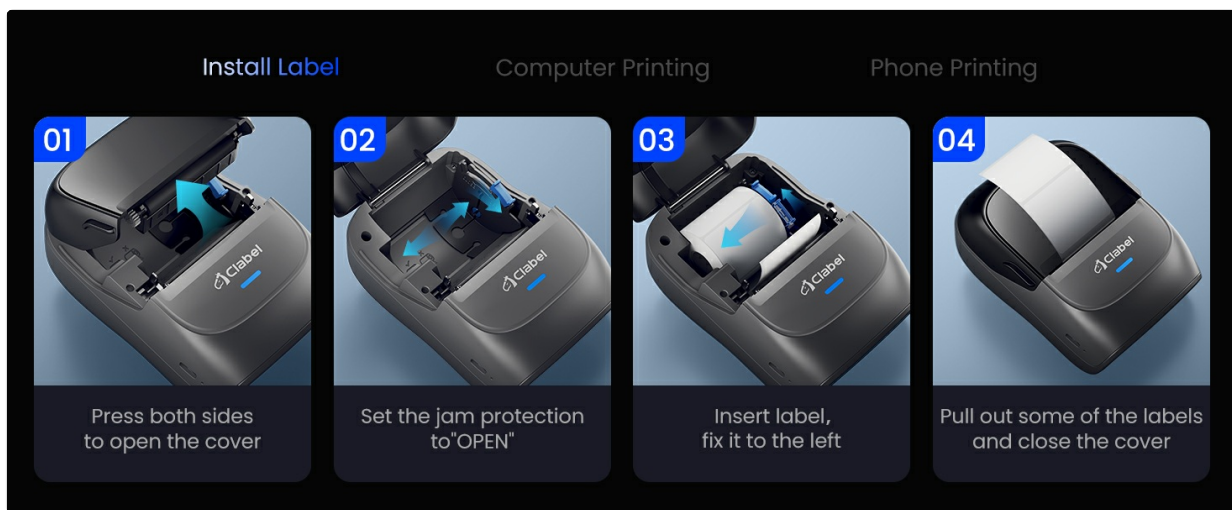 Install Label
Computer Printing
Phone Printing
01
Clabel
Press both sides
to open the cover
02
Clabel
Set the jam protection
to"OPEN"
03
Clabel
Insert label,
fix it to the left
04
Clabel
Pull out some of the labels
and close the cover